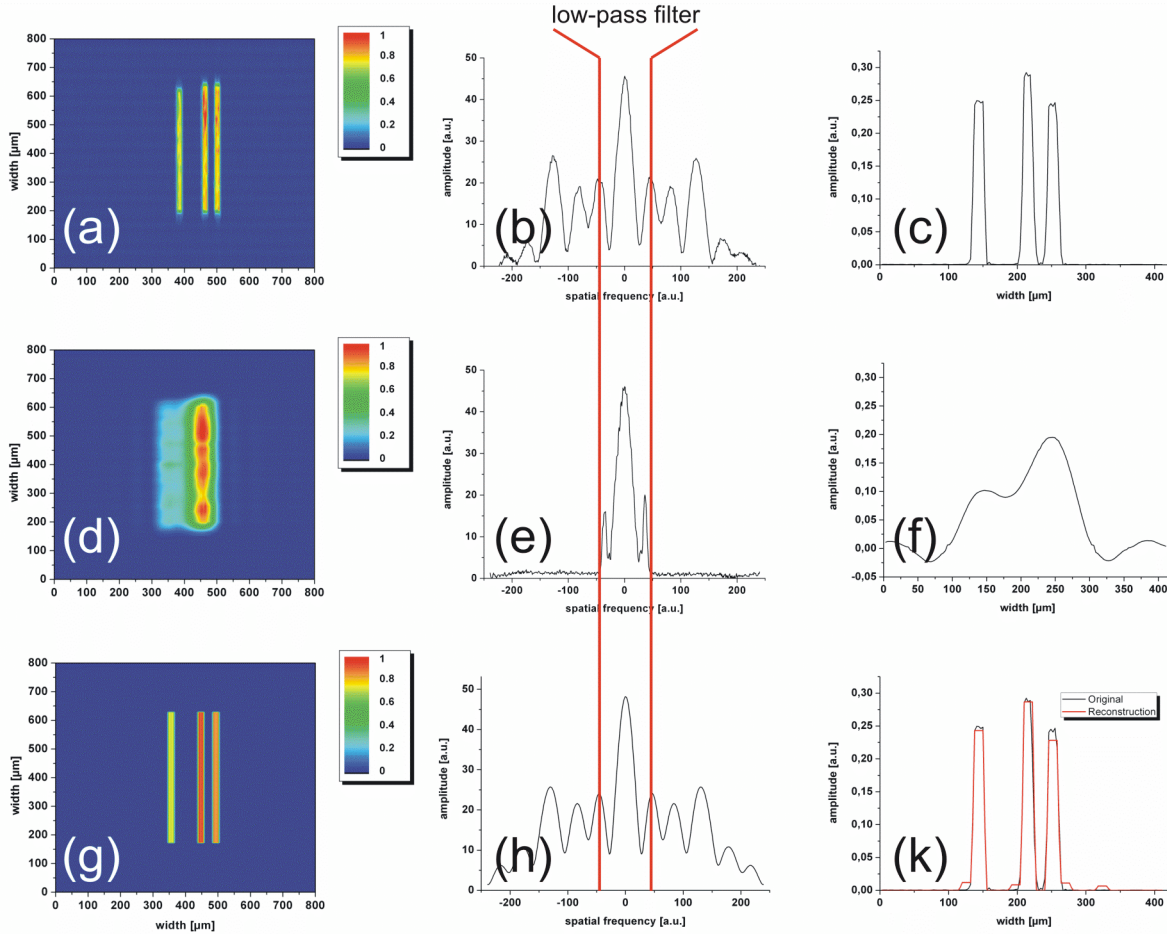 low-pass filter
800
700
600
500
400
300
200
100
0
width [µm]
0 100 200 300 400 500 600 700 800
1
0.8
0.6
0.4
0.2
0
(a)
50
40
30
20
10
0
amplitude [a.u.]
-200 -100 0 100 200
spatial frequency [a.u.]
(b)
0,30
0,25
0,20
0,15
0,10
0,05
0,00
amplitude [a.u.]
0 100 200 300 400
width [µm]
(c)
800
700
600
500
400
300
200
100
0
width [µm]
0 100 200 300 400 500 600 700 800
1
0.8
0.6
0.4
0.2
0
(d)
50
40
30
20
10
0
amplitude [a.u.]
-200 -100 0 100 200
spatial frequency [a.u.]
(e)
0,30
0,25
0,20
0,15
0,10
0,05
0,00
-0,05
amplitude [a.u.]
0 50 100 150 200 250 300 350 400
width [µm]
(f)
800
700
600
500
400
300
200
100
0
width [µm]
0 100 200 300 400 500 600 700 800
width [µm]
1
0.8
0.6
0.4
0.2
0
(g)
50
40
30
20
10
0
amplitude [a.u.]
-200 -100 0 100 200
spatial frequency [a.u.]
(h)
0,30
0,25
0,20
0,15
0,10
0,05
0,00
amplitude [a.u.]
0 100 200 300 400
width [µm]
Original
Reconstruction
(k)